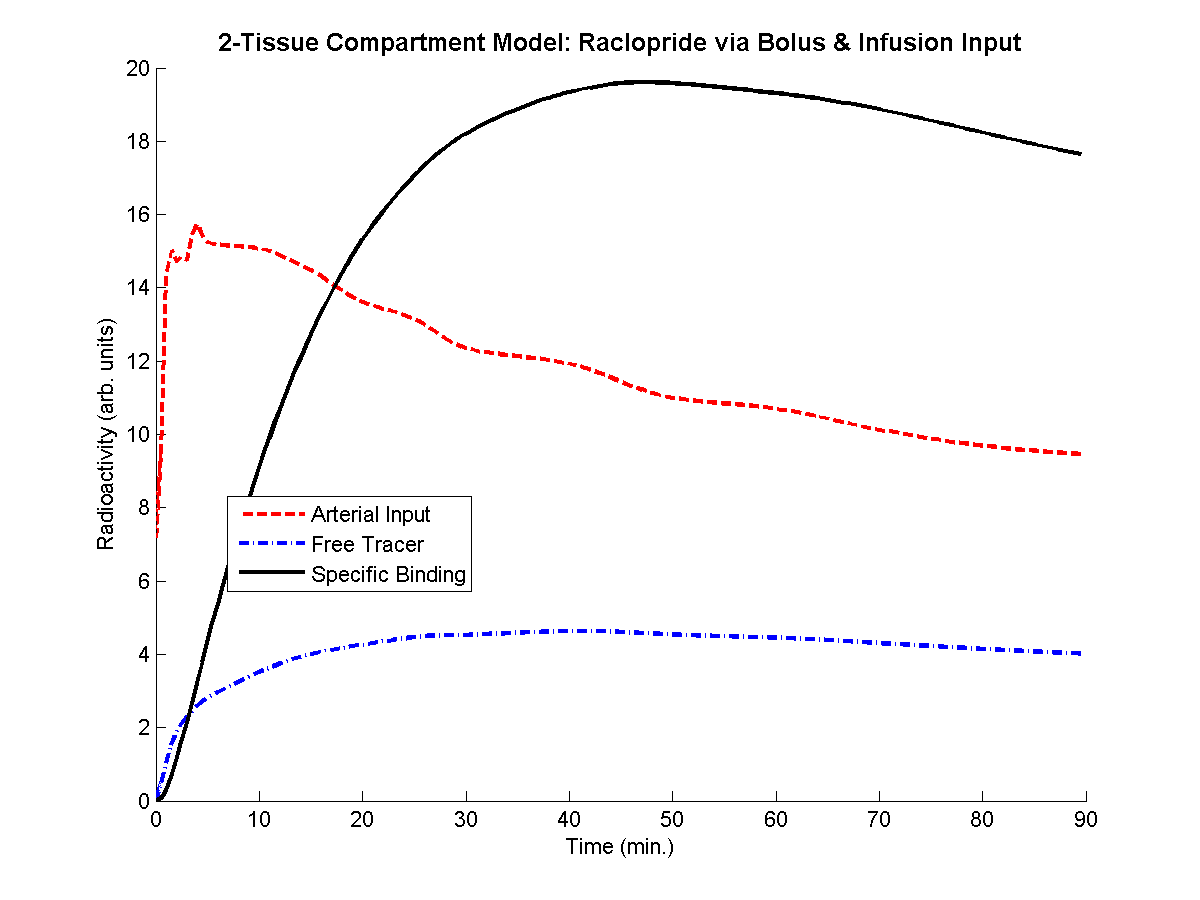 2-Tissue Compartment Model: Raclopride via Bolus & Infusion Input
20
18
16
14
12
10
8
6
4
2
0
Radioactivity (arb. units)
Arterial Input
Free Tracer
Specific Binding
0 10 20 30 40 50 60 70 80 90
Time (min.)